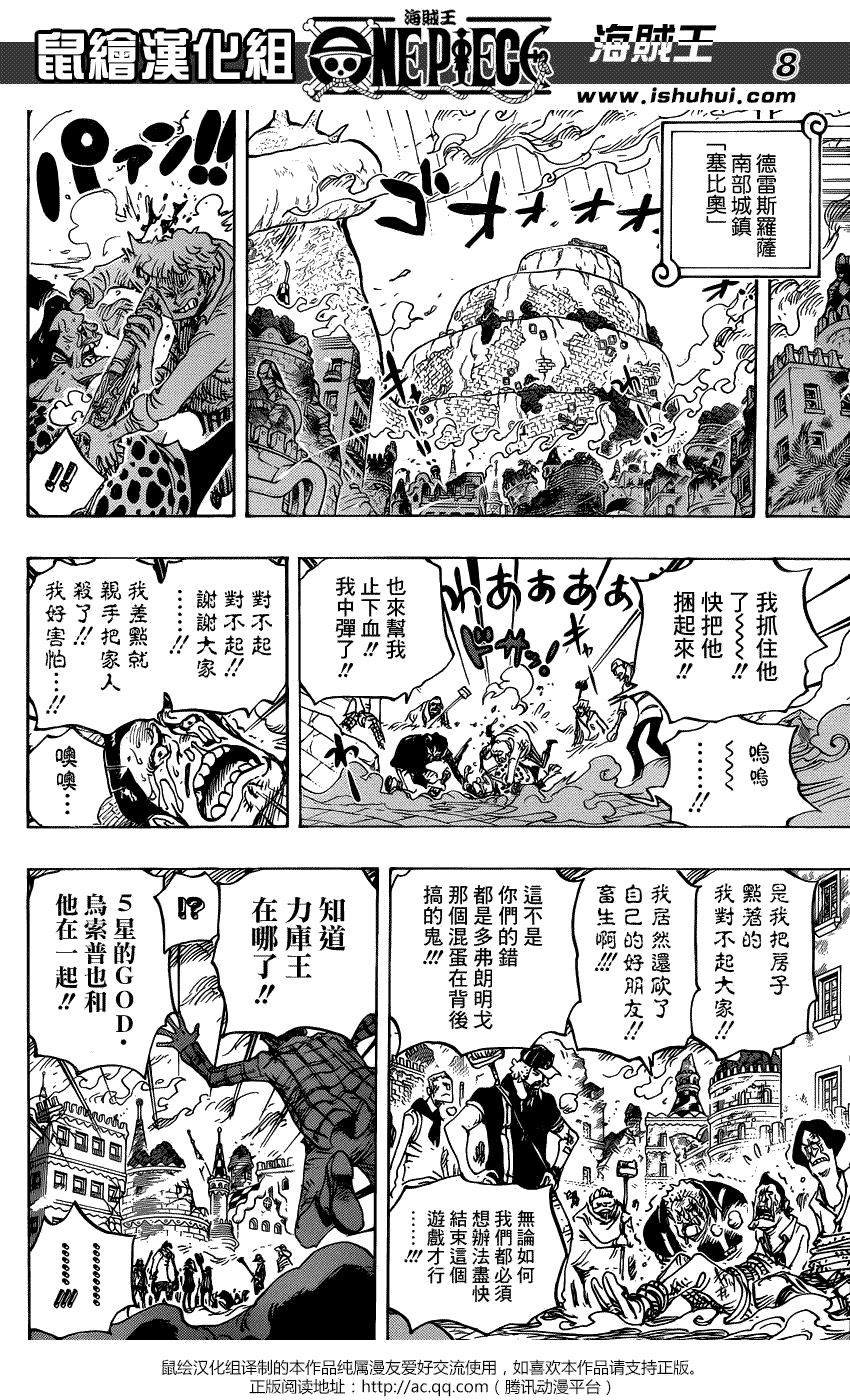 鼠繪漢化組
海賊王
ONE PIECE
海賊王
8
www.ishuhui.com
德雷斯羅薩
南部城鎮
「塞比奧」
ゴオオオオ
パァン!!
!!
我抓住他
了~~!!
快把他
捆起來!!
嗚嗚
……!!
わあああああ
ドサッ!
也來幫我
止下血!!
我中彈了!!
對不起
對不起!!
謝謝大家
……!!
我差點就
親手把家人
殺了!!
我好害怕…!!
噢噢…
是我把房子
點著的
我對不起大家!!
我居然還砍了
自己的好朋友!!
畜生啊!!!
這不是
你們的錯
都是多弗朗明戈
那個混蛋在背後
搞的鬼!!!
無論如何
我們都必須
想辦法盡快
結束這個
遊戲才行
……!!!
知道
力庫王
在哪了!!
!?
5星的GOD·
烏索普也和
他在一起!!
………!!!
鼠绘汉化组译制的本作品纯属漫友爱好交流使用，如喜欢本作品请支持正版。
正版阅读地址：http://ac.qq.com（腾讯动漫平台）